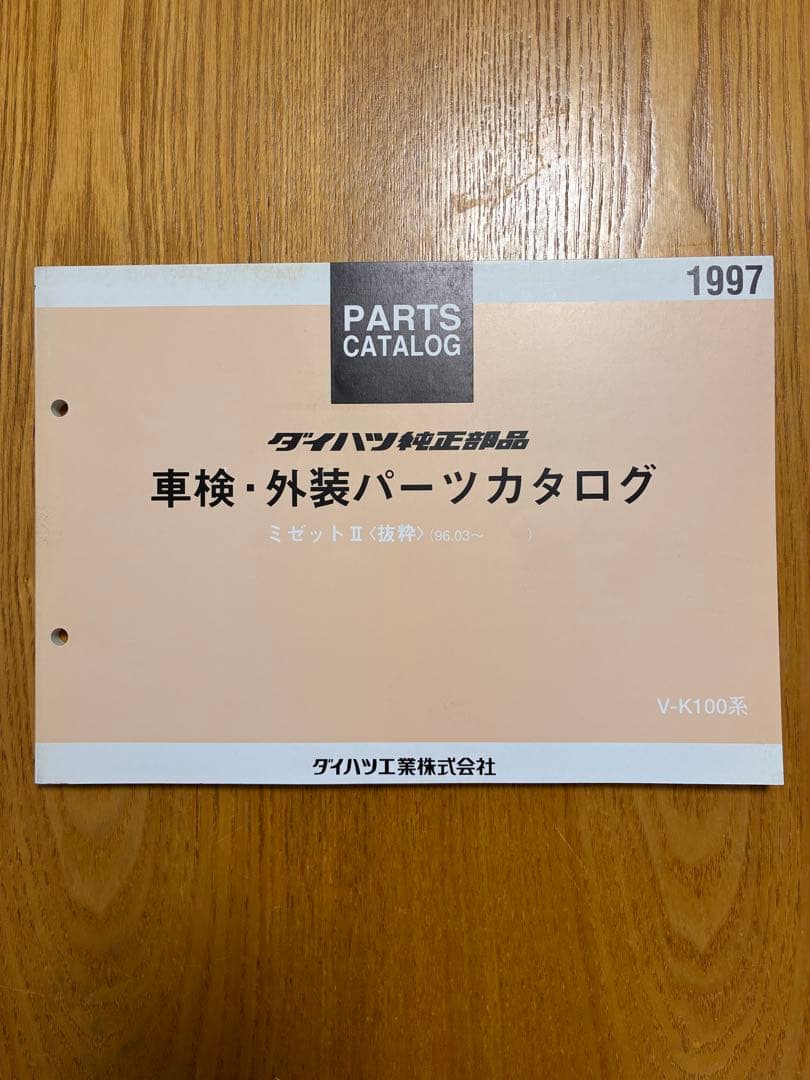 1997
PARTS
CATALOG
ダイハツ純正部品
車検・外装パーツカタログ
ミゼットⅡ〈抜粋〉(96.03〜　　　)
V-K100系
ダイハツ工業株式会社